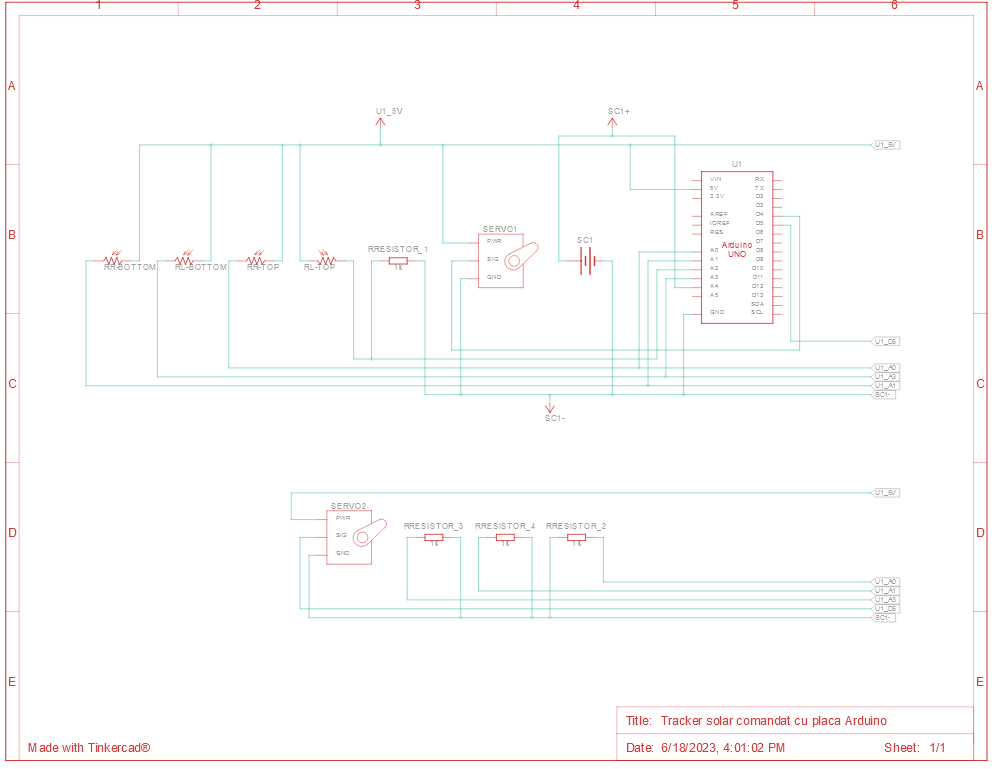 1 2 3 4 5 6
A A
U1_5V SC1+
U1_5V
U1
VIN RX
5V TX
3.3V D2
D3
AREF D4
IOREF D5
RES D6
D7
A0 D8
A1 D9
A2 D10
A3 D11
A4 D12
A5 D13
SDA
GND SCL
Arduino
UNO
B B
SERVO1
PWR
SIG
GND
SC1
RRESISTOR_1
1k
RR-BOTTOM RL-BOTTOM RR-TOP RL-TOP
U1_D5
U1_A0
U1_A3
U1_A1
SC1-
C C
SC1-
U1_5V
SERVO2
PWR
SIG
GND
RRESISTOR_3 RRESISTOR_4 RRESISTOR_2
1k 1k 1k
D D
U1_A0
U1_A1
U1_A3
U1_D5
SC1-
E E
Title: Tracker solar comandat cu placa Arduino
Made with Tinkercad® Date: 6/18/2023, 4:01:02 PM Sheet: 1/1